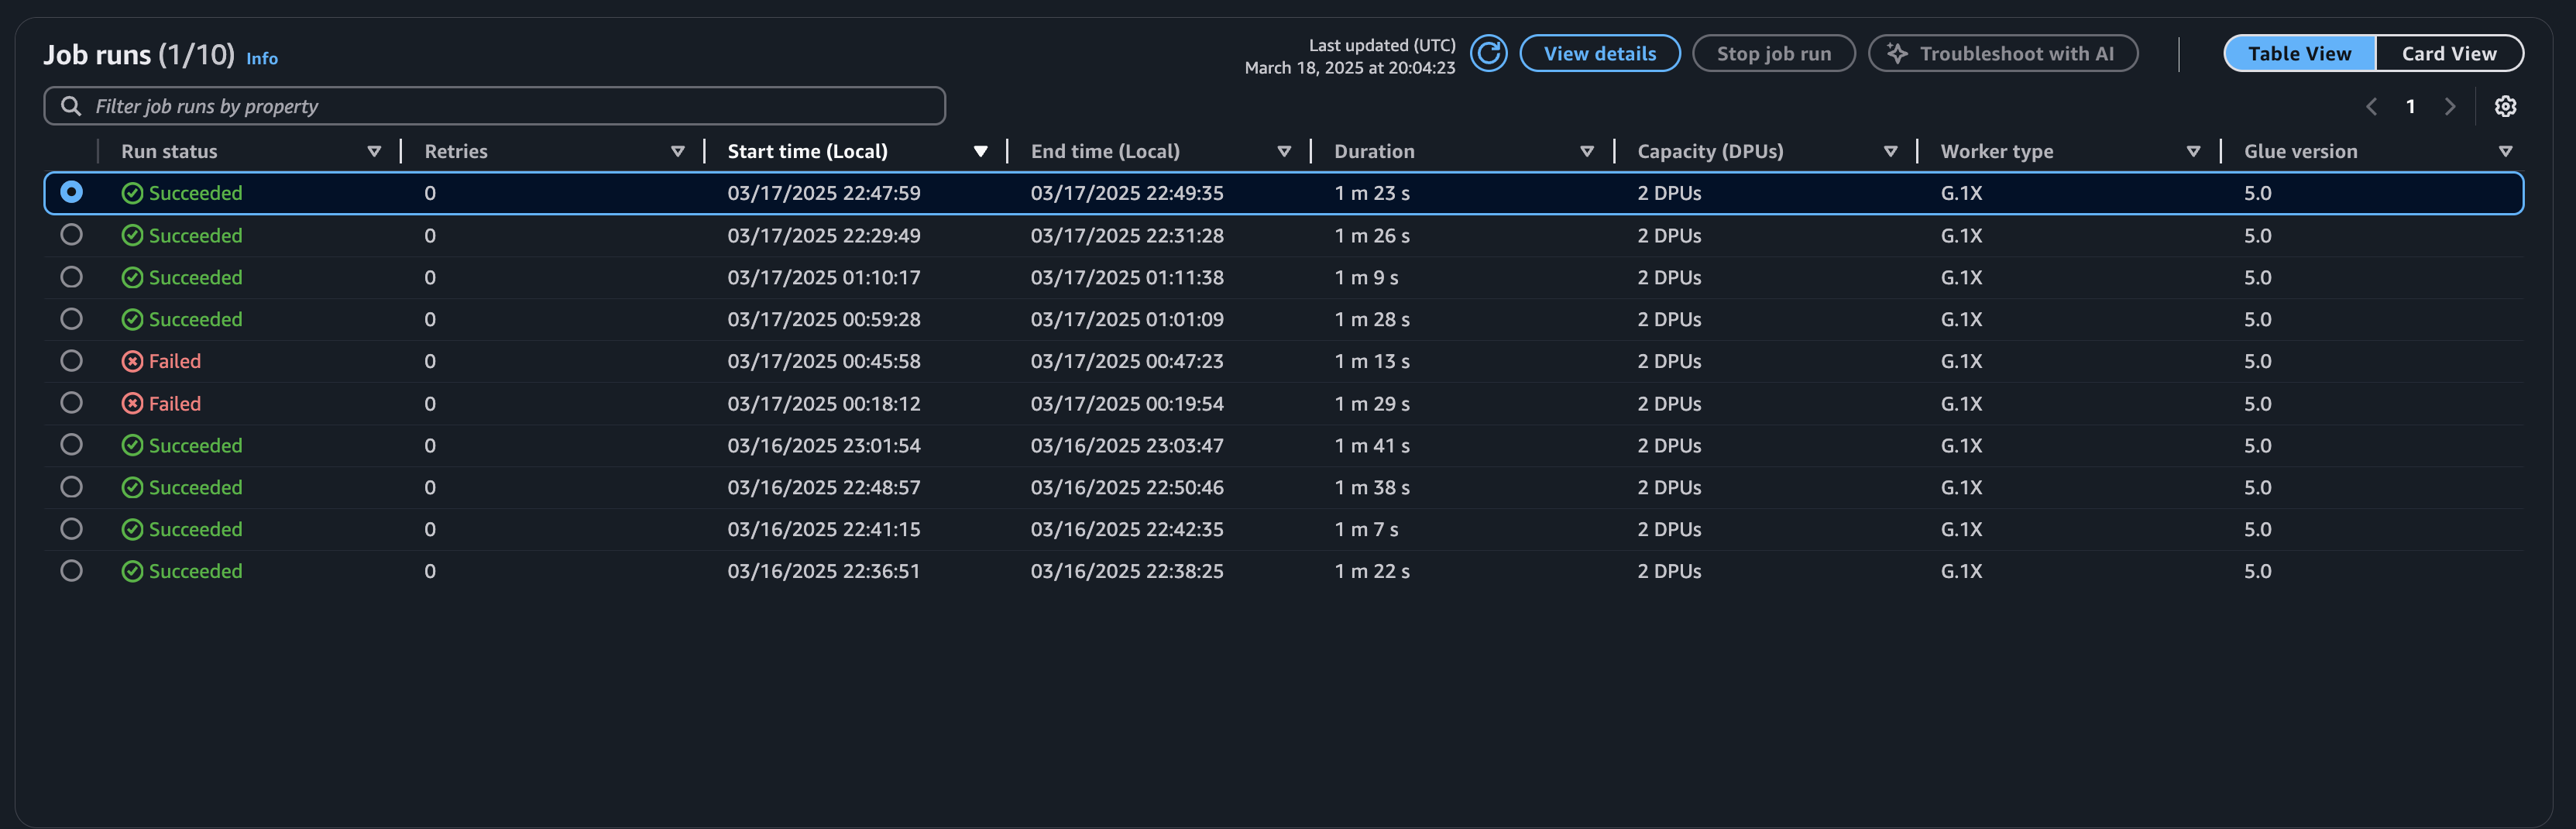 Job runs (1/10) Info
Last updated (UTC)
March 18, 2025 at 20:04:23
View details
Stop job run
Troubleshoot with AI
Table View
Card View
Filter job runs by property
1
Run status Retries Start time (Local) End time (Local) Duration Capacity (DPUs) Worker type Glue version
Succeeded 0 03/17/2025 22:47:59 03/17/2025 22:49:35 1 m 23 s 2 DPUs G.1X 5.0
Succeeded 0 03/17/2025 22:29:49 03/17/2025 22:31:28 1 m 26 s 2 DPUs G.1X 5.0
Succeeded 0 03/17/2025 01:10:17 03/17/2025 01:11:38 1 m 9 s 2 DPUs G.1X 5.0
Succeeded 0 03/17/2025 00:59:28 03/17/2025 01:01:09 1 m 28 s 2 DPUs G.1X 5.0
Failed 0 03/17/2025 00:45:58 03/17/2025 00:47:23 1 m 13 s 2 DPUs G.1X 5.0
Failed 0 03/17/2025 00:18:12 03/17/2025 00:19:54 1 m 29 s 2 DPUs G.1X 5.0
Succeeded 0 03/16/2025 23:01:54 03/16/2025 23:03:47 1 m 41 s 2 DPUs G.1X 5.0
Succeeded 0 03/16/2025 22:48:57 03/16/2025 22:50:46 1 m 38 s 2 DPUs G.1X 5.0
Succeeded 0 03/16/2025 22:41:15 03/16/2025 22:42:35 1 m 7 s 2 DPUs G.1X 5.0
Succeeded 0 03/16/2025 22:36:51 03/16/2025 22:38:25 1 m 22 s 2 DPUs G.1X 5.0